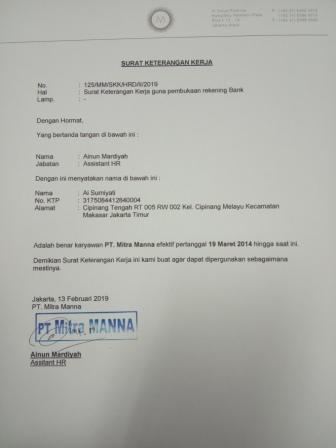 SURAT KETERANGAN KERJA
No. : 125/MM/SKK/HRD/II/2019
Hal : Surat Keterangan Kerja guna pembukaan rekening Bank
Lamp. : -
Dengan Hormat,
Yang bertanda tangan di bawah ini :
Nama : Ainun Mardiyah
Jabatan : Assistant HR
Dengan ini menyatakan nama di bawah ini :
Nama : Ai Sumiyati
No. KTP : 3175084412840004
Alamat : Cipinang Tengah RT 005 RW 002 Kel. Cipinang Melayu Kecamatan
Makasar Jakarta Timur
Adalah benar karyawan PT. Mitra Manna efektif pertanggal 19 Maret 2014 hingga saat ini.
Demikian Surat Keterangan Kerja ini kami buat agar dapat dipergunakan sebagaimana
mestinya.
Jakarta, 13 Februari 2019
PT. Mitra Manna
PT Mitra MANNA
Ainun Mardiyah
Assitant HR